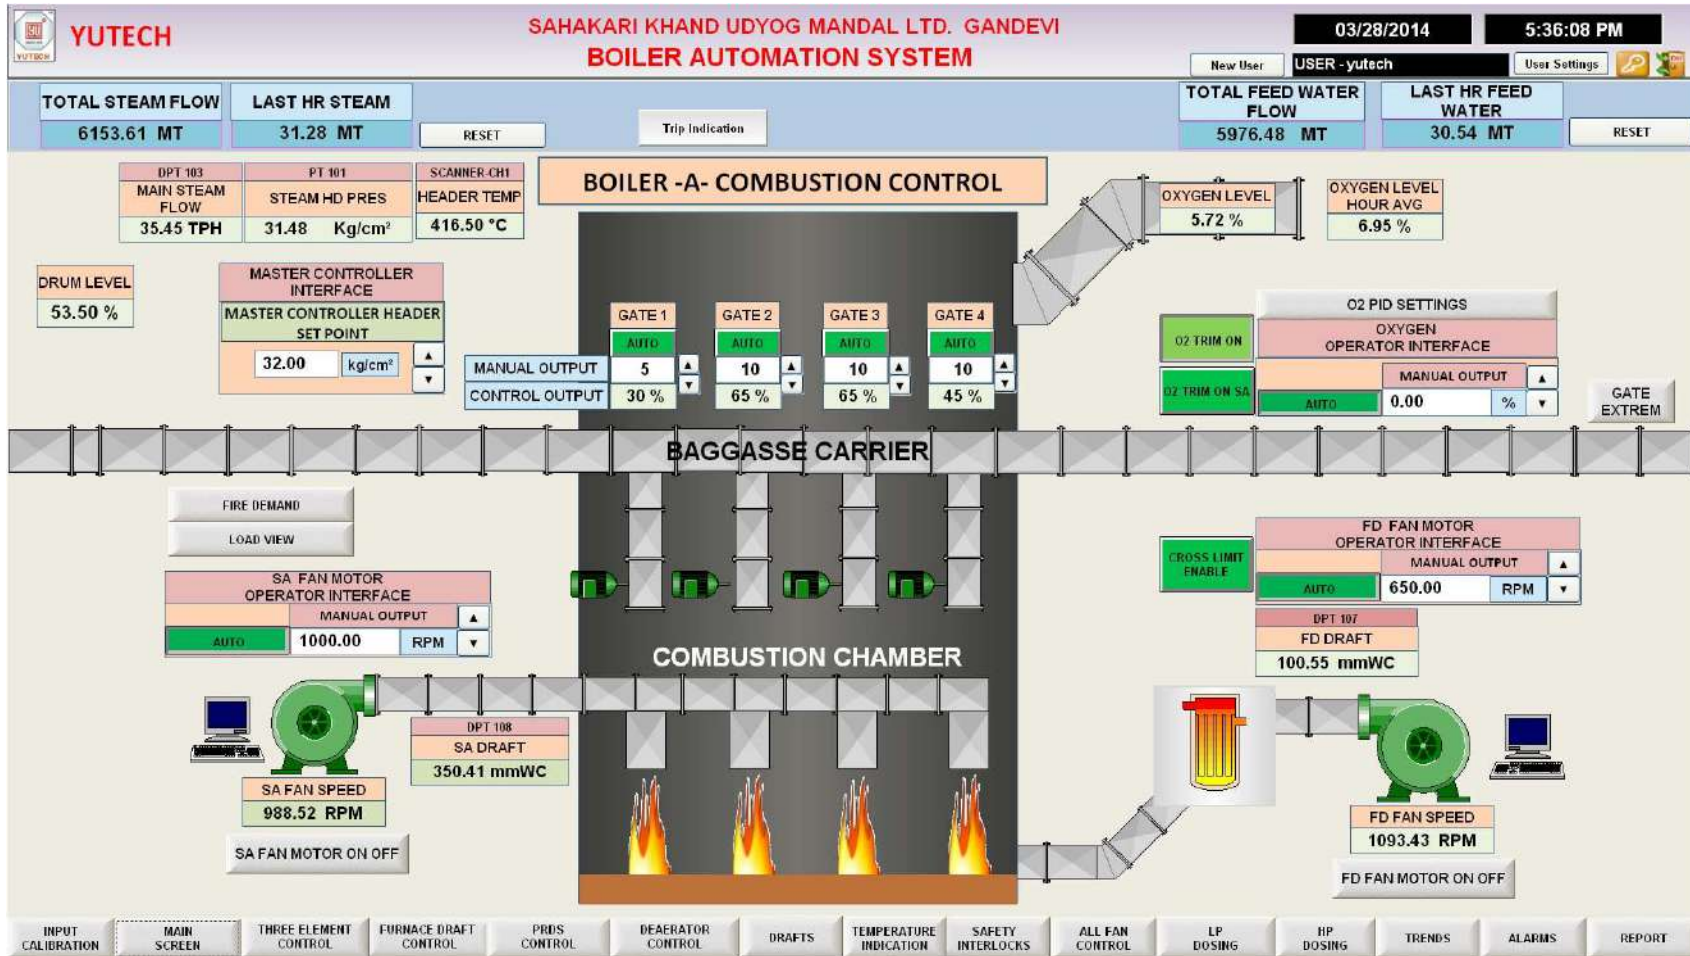 YUTECH
YUTECH
SAHAKARI KHAND UDYOG MANDAL LTD. GANDEVI
BOILER AUTOMATION SYSTEM
03/28/2014
5:36:08 PM
New User
USER - yutech
User Settings
TOTAL STEAM FLOW
6153.61 MT
LAST HR STEAM
31.28 MT
RESET
Trip Indication
TOTAL FEED WATER
FLOW
5976.48 MT
LAST HR FEED
WATER
30.54 MT
RESET
DPT 103
MAIN STEAM
FLOW
35.45 TPH
PT 101
STEAM HD PRES
31.48 Kg/cm²
SCANNER-CH1
HEADER TEMP
416.50 °C
BOILER -A- COMBUSTION CONTROL
OXYGEN LEVEL
5.72 %
OXYGEN LEVEL
HOUR AVG
6.95 %
DRUM LEVEL
53.50 %
MASTER CONTROLLER
INTERFACE
MASTER CONTROLLER HEADER
SET POINT
32.00 kg/cm²
GATE 1
AUTO
GATE 2
AUTO
GATE 3
AUTO
GATE 4
AUTO
MANUAL OUTPUT 5 10 10 10
CONTROL OUTPUT 30 % 65 % 65 % 45 %
O2 TRIM ON
O2 TRIM ON SA
O2 PID SETTINGS
OXYGEN
OPERATOR INTERFACE
MANUAL OUTPUT
AUTO 0.00 %
GATE
EXTREM
BAGGASSE CARRIER
FIRE DEMAND
LOAD VIEW
SA FAN MOTOR
OPERATOR INTERFACE
MANUAL OUTPUT
AUTO 1000.00 RPM
CROSS LIMIT
ENABLE
FD FAN MOTOR
OPERATOR INTERFACE
MANUAL OUTPUT
AUTO 650.00 RPM
DPT 107
FD DRAFT
100.55 mmWC
COMBUSTION CHAMBER
DPT 108
SA DRAFT
350.41 mmWC
SA FAN SPEED
988.52 RPM
SA FAN MOTOR ON OFF
FD FAN SPEED
1093.43 RPM
FD FAN MOTOR ON OFF
INPUT
CALIBRATION
MAIN
SCREEN
THREE ELEMENT
CONTROL
FURNACE DRAFT
CONTROL
PRDS
CONTROL
DEAERATOR
CONTROL
DRAFTS
TEMPERATURE
INDICATION
SAFETY
INTERLOCKS
ALL FAN
CONTROL
LP
DOSING
HP
DOSING
TRENDS
ALARMS
REPORT